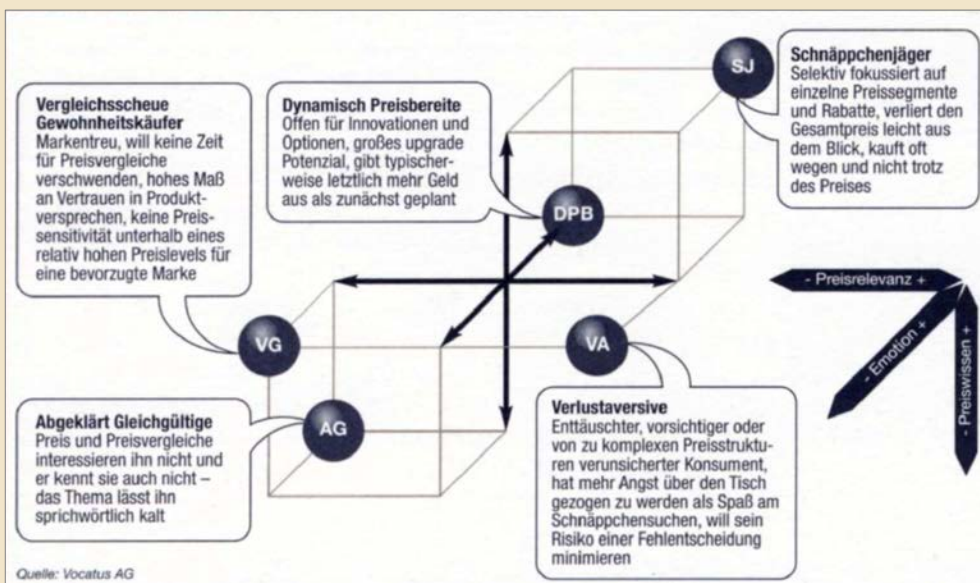 Vergleichsscheue
Gewohnheitskäufer
Markentreu, will keine Zeit
für Preisvergleiche
verschwenden, hohes Maß
an Vertrauen in Produkt-
versprechen, keine Preis-
sensitivität unterhalb eines
relativ hohen Preislevels für
eine bevorzugte Marke
Dynamisch Preisbereite
Offen für Innovationen und
Optionen, großes upgrade
Potenzial, gibt typischer-
weise letztlich mehr Geld
aus als zunächst geplant
SJ
Schnäppchenjäger
Selektiv fokussiert auf
einzelne Preissegmente
und Rabatte, verliert den
Gesamtpreis leicht aus
dem Blick, kauft oft
wegen und nicht trotz
des Preises
DPB
VG
VA
AG
- Preisrelevanz +
- Emotion +
- Preiswissen +
Abgeklärt Gleichgültige
Preis und Preisvergleiche
interessieren ihn nicht und
er kennt sie auch nicht –
das Thema lässt ihn
sprichwörtlich kalt
Verlustaversive
Enttäuschter, vorsichtiger oder
von zu komplexen Preisstruktu-
ren verunsicherter Konsument,
hat mehr Angst über den Tisch
gezogen zu werden als Spaß am
Schnäppchensuchen, will sein
Risiko einer Fehlentscheidung
minimieren
Quelle: Vocatus AG